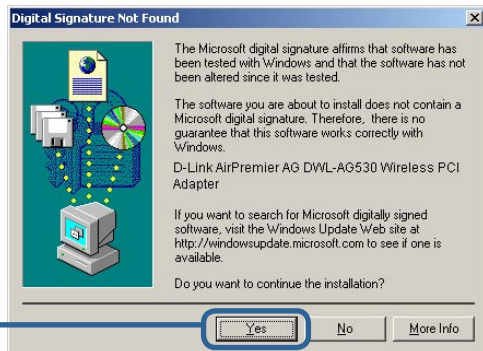 Digital Signature Not Found
The Microsoft digital signature affirms that software has
been tested with Windows and that the software has not
been altered since it was tested.
The software you are about to install does not contain a
Microsoft digital signature. Therefore, there is no
guarantee that this software works correctly with
Windows.
D-Link AirPremier AG DWL-AG530 Wireless PCI
Adapter
If you want to search for Microsoft digitally signed
software, visit the Windows Update Web site at
http://windowsupdate.microsoft.com to see if one is
available.
Do you want to continue the installation?
Yes No More Info